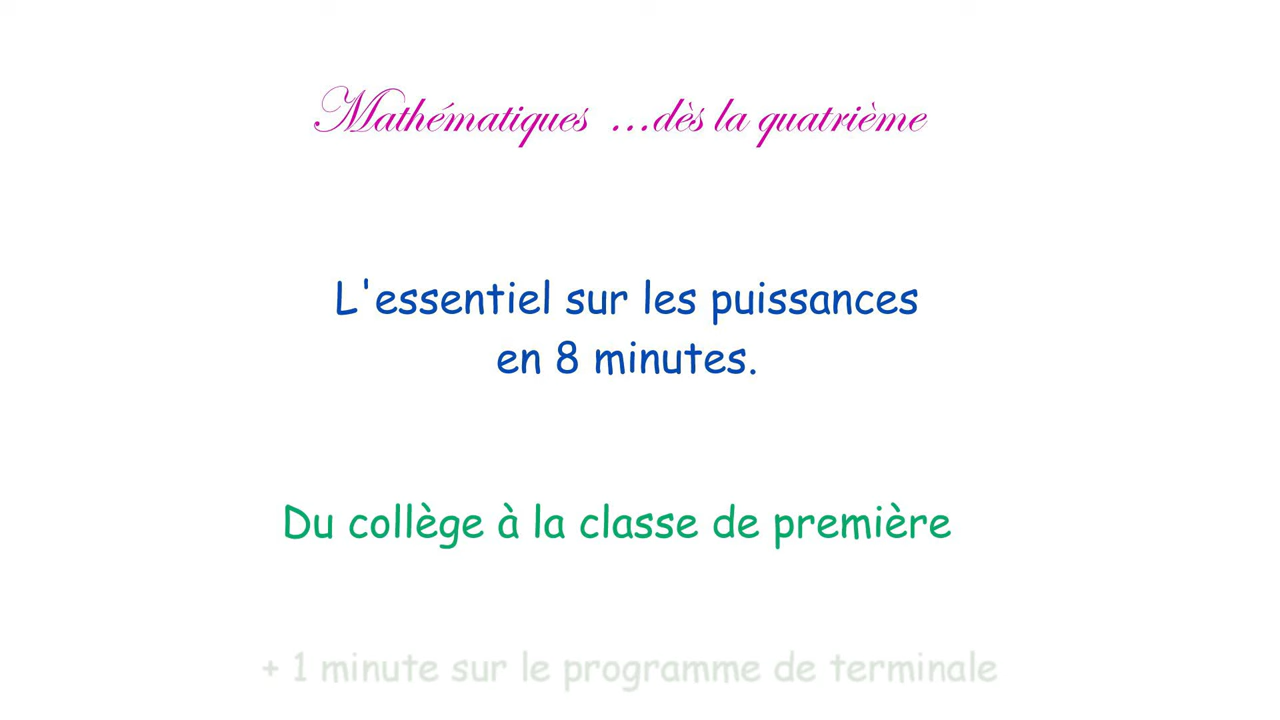 Mathématiques ...dès la quatrième
L'essentiel sur les puissances
en 8 minutes.
Du collège à la classe de première
+ 1 minute sur le programme de terminale